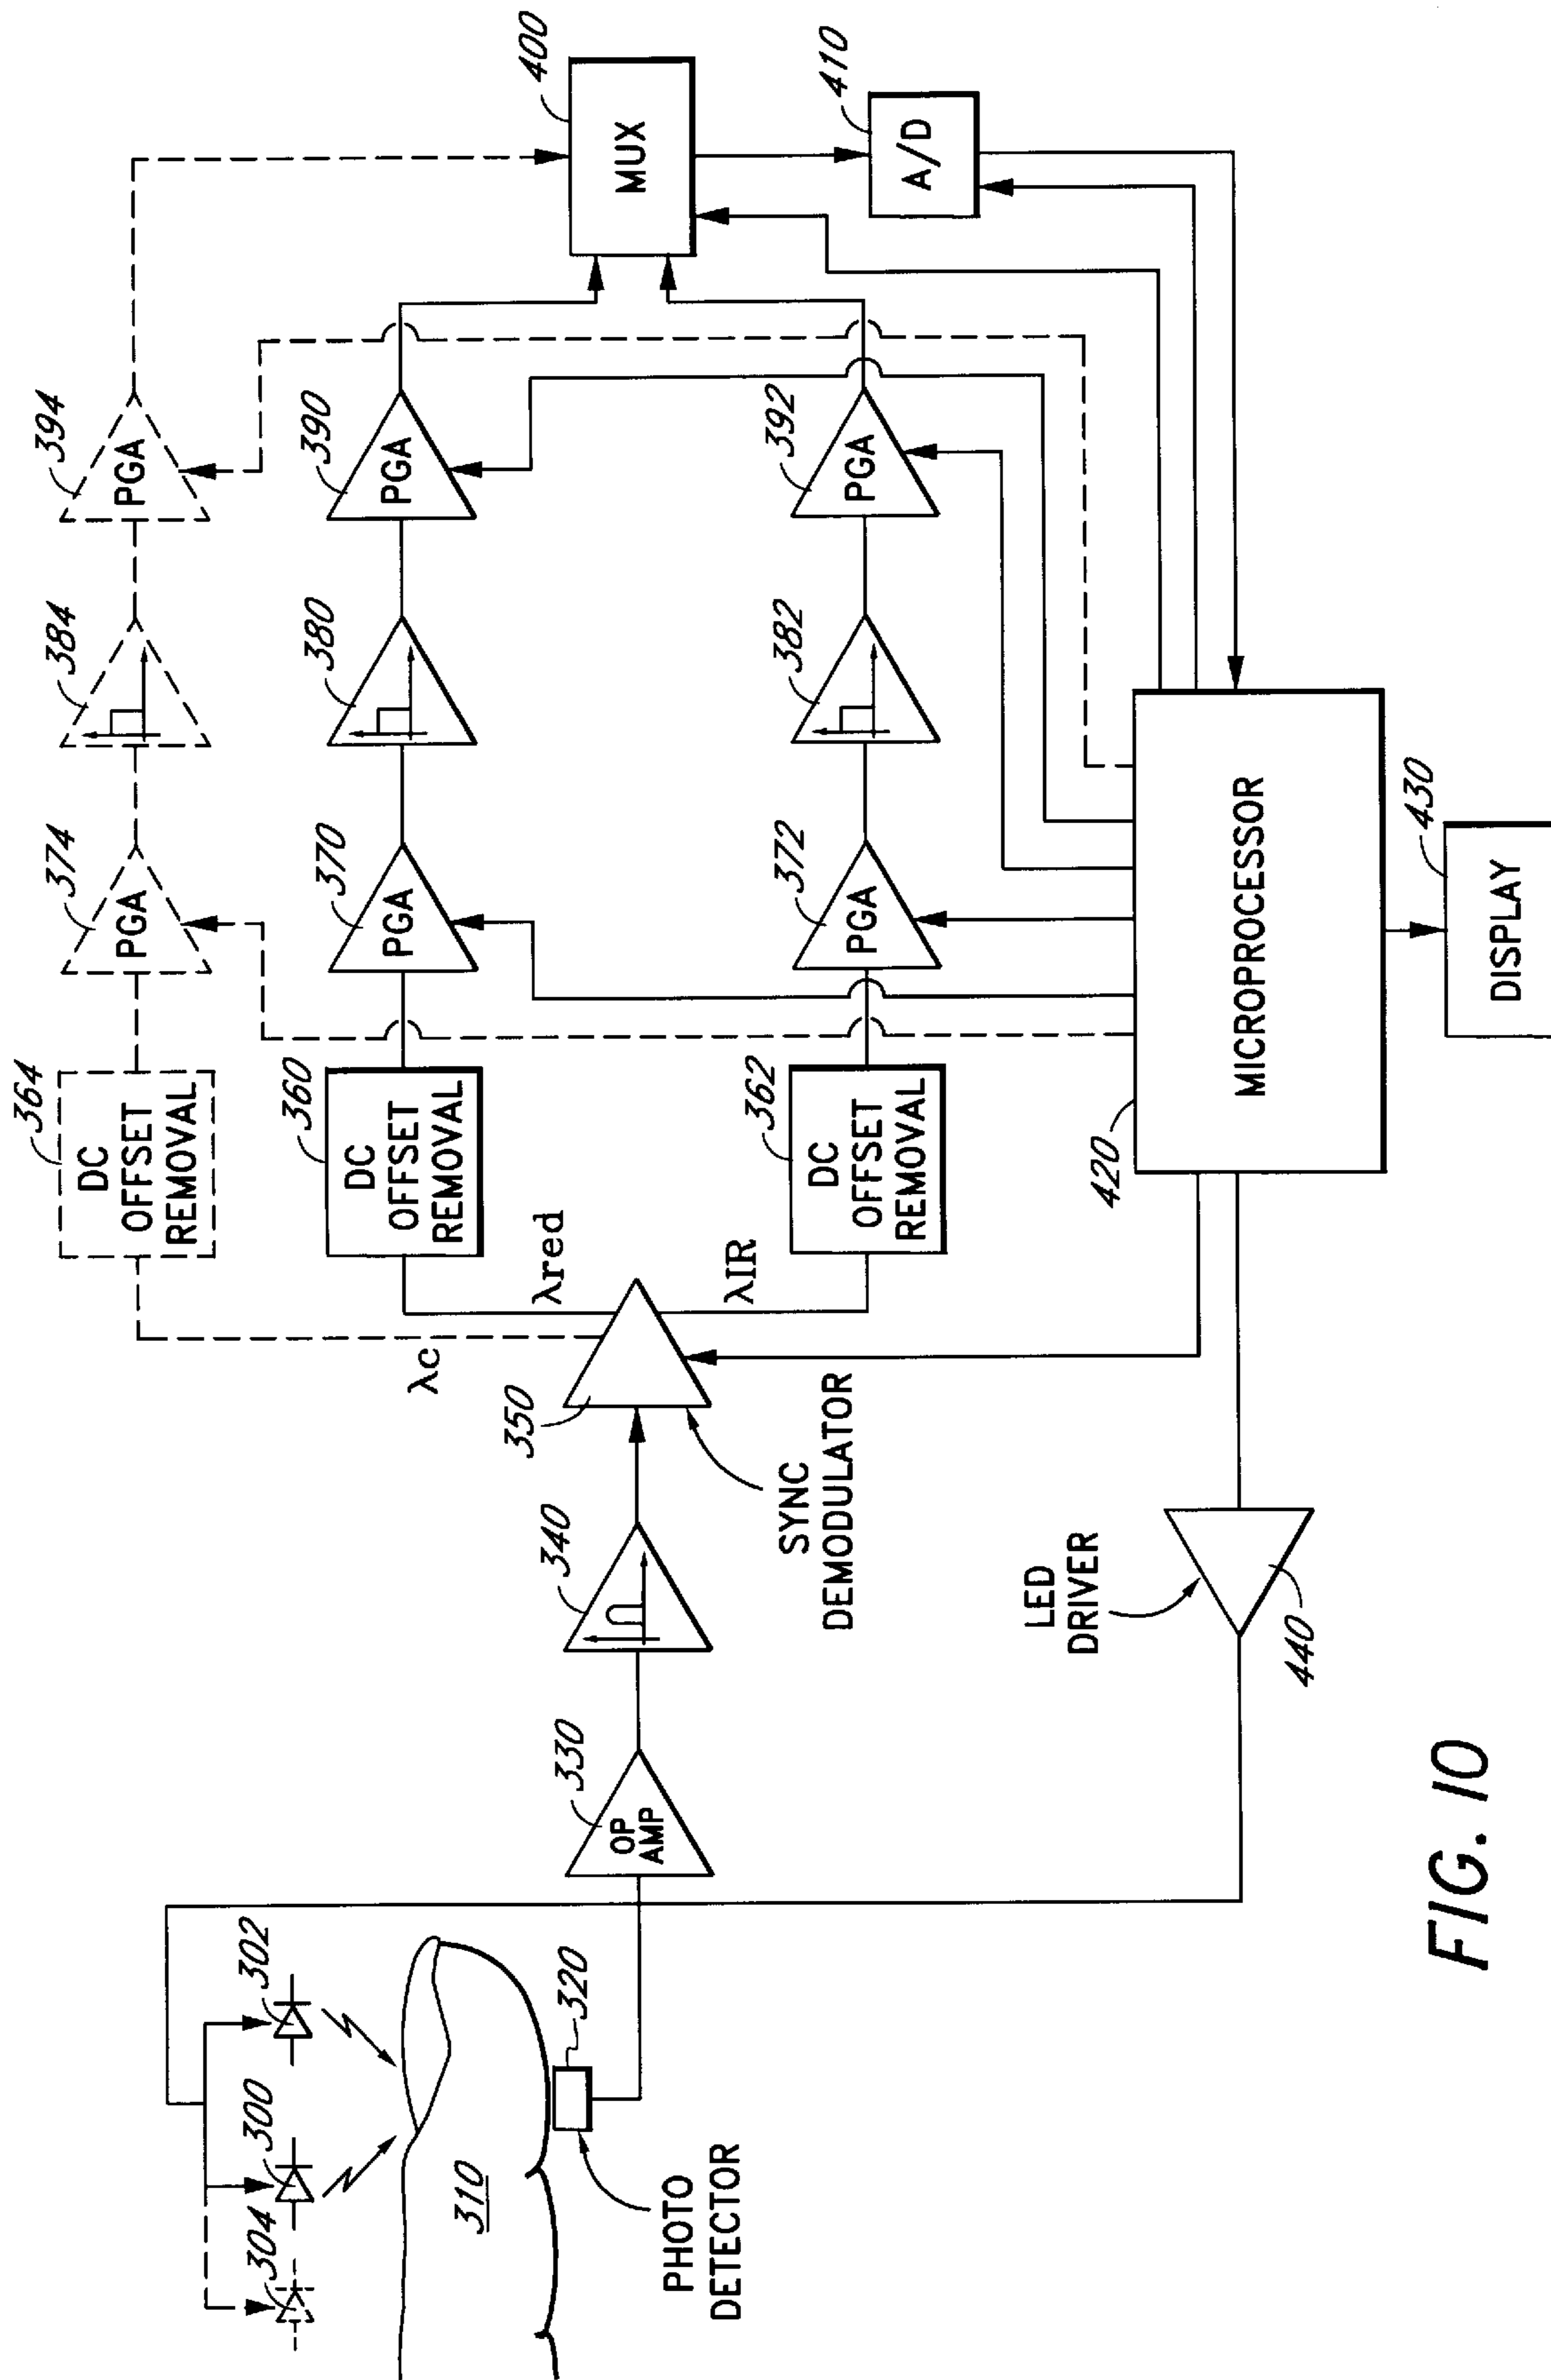 364
DC
OFFSET
REMOVAL
374
PGA
384
394
PGA
λc
λred
360
DC
OFFSET
REMOVAL
370
PGA
380
390
PGA
400
MUX
304
300
302
310
320
PHOTO
DETECTOR
330
OP
AMP
340
350
SYNC
DEMODULATOR
λIR
362
DC
OFFSET
REMOVAL
372
PGA
382
392
PGA
410
A/D
LED
DRIVER
440
420
MICROPROCESSOR
430
DISPLAY
FIG. 10